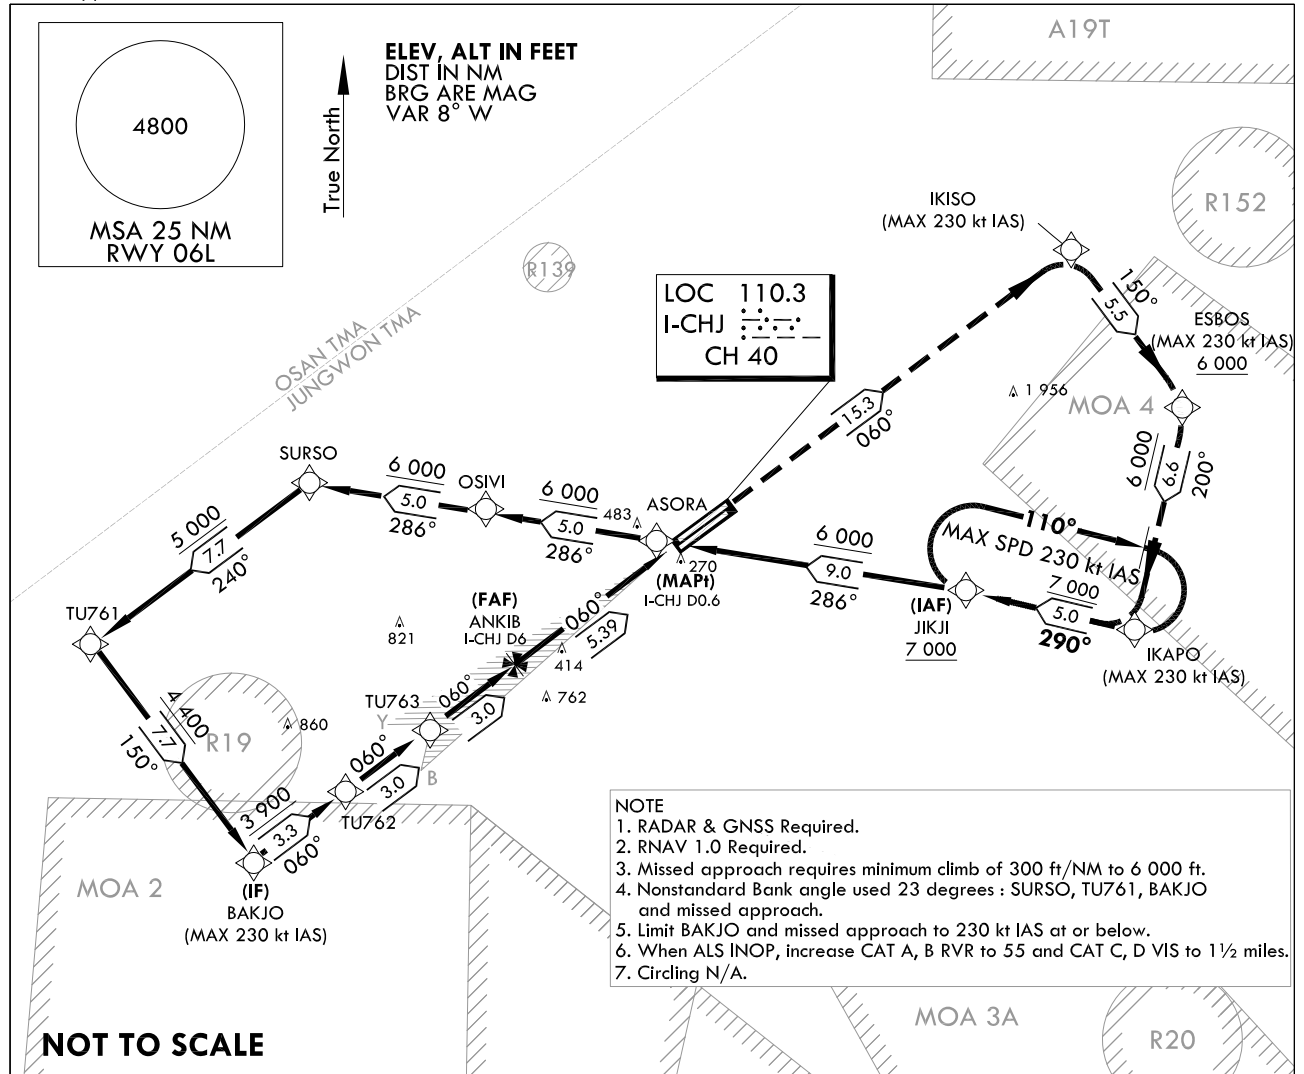 4800
MSA 25 NM
RWY 06L
True North
ELEV, ALT IN FEET
DIST IN NM
BRG ARE MAG
VAR 8° W
A19T
R152
R139
OSAN TMA
JUNGWON TMA
LOC 110.3
I-CHJ
CH 40
IKISO
(MAX 230 kt IAS)
150°
5.5
ESBOS
(MAX 230 kt IAS)
6 000
1 956
MOA 4
15.3
060°
6 000
6.6
200°
SURSO
6 000
5.0
286°
OSIVI
6 000
5.0
286°
483
ASORA
270
(MAPt)
I-CHJ D0.6
6 000
9.0
286°
110°
MAX SPD 230 kt IAS
(IAF)
JIKJI
7 000
7 000
5.0
290°
IKAPO
(MAX 230 kt IAS)
5 000
7.7
240°
TU761
821
(FAF)
ANKIB
I-CHJ D6
060°
5.39
414
762
4 400
7.7
150°
R19
860
TU763
Y
060°
3.0
B
060°
3.0
TU762
3 900
3.3
060°
(IF)
BAKJO
(MAX 230 kt IAS)
MOA 2
NOTE
1. RADAR & GNSS Required.
2. RNAV 1.0 Required.
3. Missed approach requires minimum climb of 300 ft/NM to 6 000 ft.
4. Nonstandard Bank angle used 23 degrees : SURSO, TU761, BAKJO
and missed approach.
5. Limit BAKJO and missed approach to 230 kt IAS at or below.
6. When ALS INOP, increase CAT A, B RVR to 55 and CAT C, D VIS to 1½ miles.
7. Circling N/A.
MOA 3A
R20
NOT TO SCALE